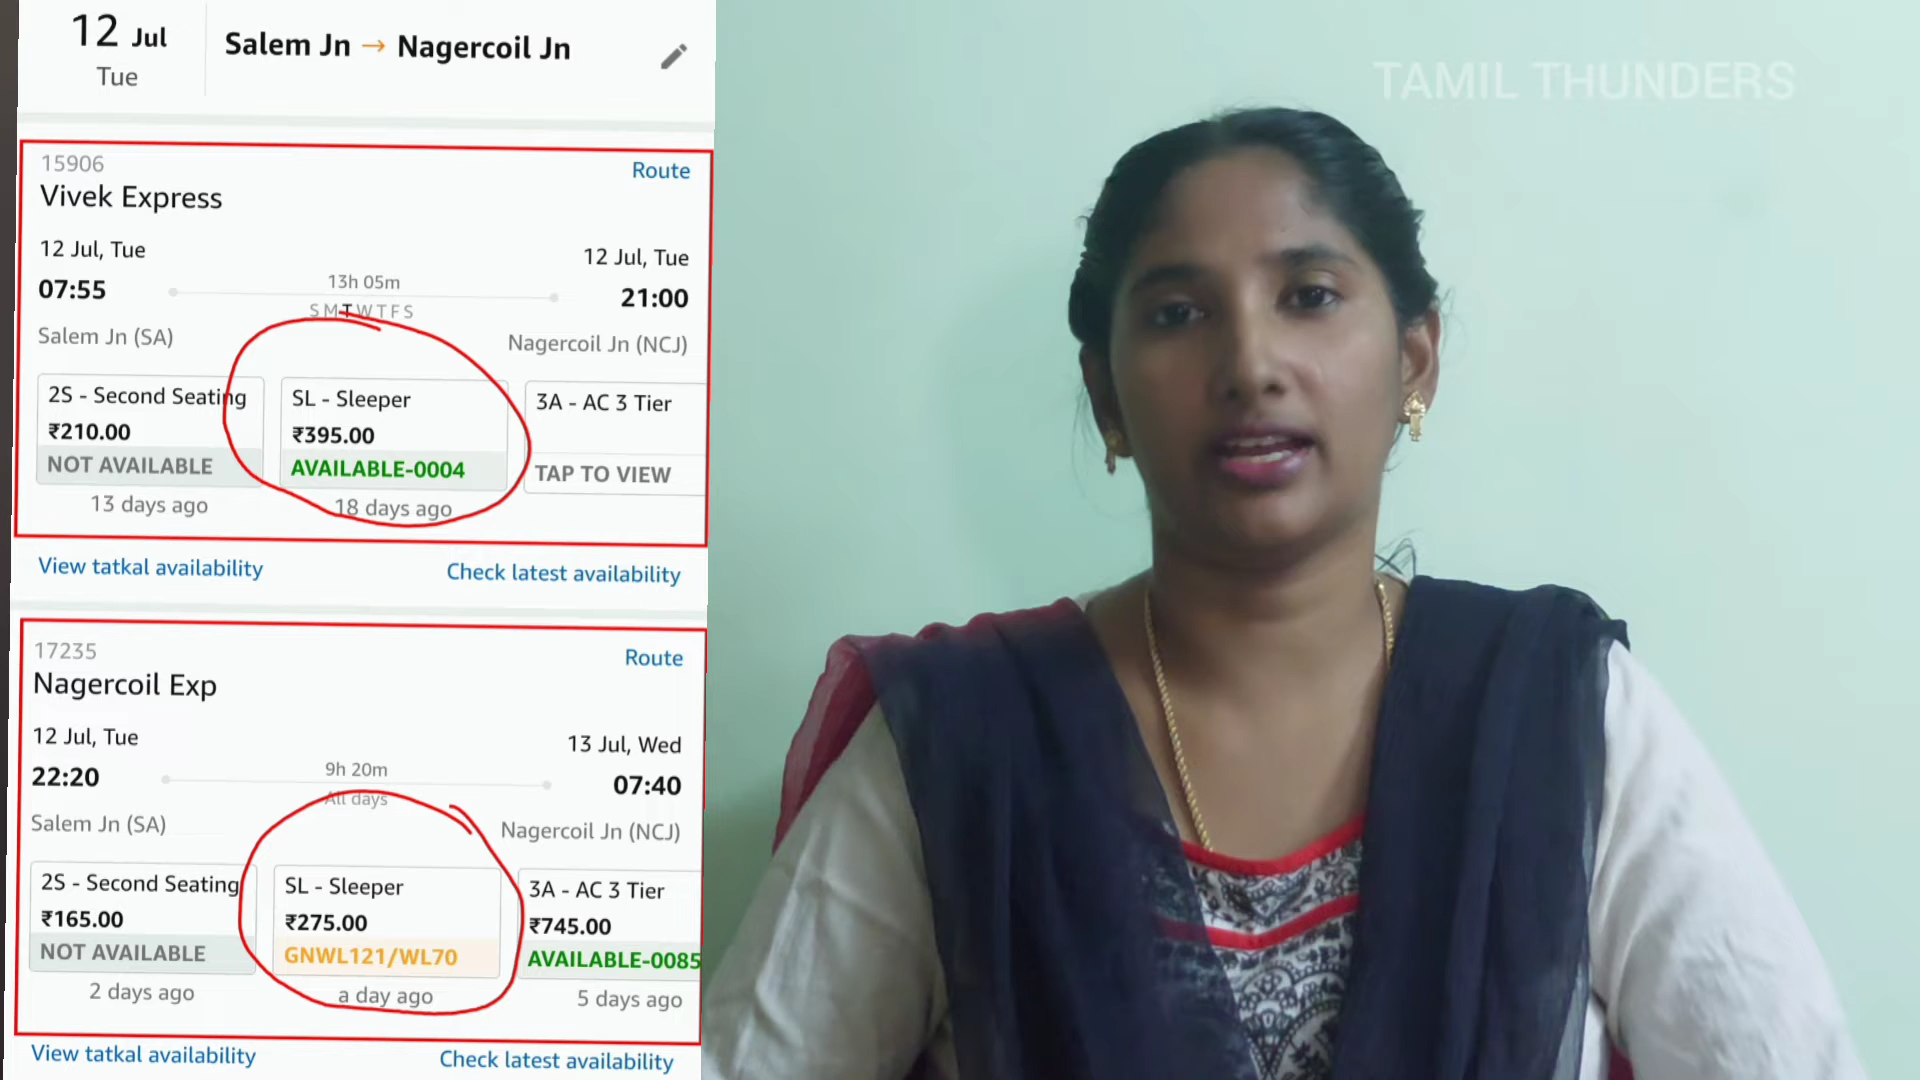 12 Jul
Tue
Salem Jn → Nagercoil Jn
15906
Route
Vivek Express
12 Jul, Tue
12 Jul, Tue
07:55
13h 05m
21:00
S M T W T F S
Salem Jn (SA)
Nagercoil Jn (NCJ)
2S - Second Seating
SL - Sleeper
3A - AC 3 Tier
₹210.00
₹395.00
NOT AVAILABLE
AVAILABLE-0004
TAP TO VIEW
13 days ago
18 days ago
View tatkal availability
Check latest availability
17235
Route
Nagercoil Exp
12 Jul, Tue
13 Jul, Wed
22:20
9h 20m
07:40
All days
Salem Jn (SA)
Nagercoil Jn (NCJ)
2S - Second Seating
SL - Sleeper
3A - AC 3 Tier
₹165.00
₹275.00
₹745.00
NOT AVAILABLE
GNWL121/WL70
AVAILABLE-0085
2 days ago
a day ago
5 days ago
View tatkal availability
Check latest availability
TAMIL THUNDERS